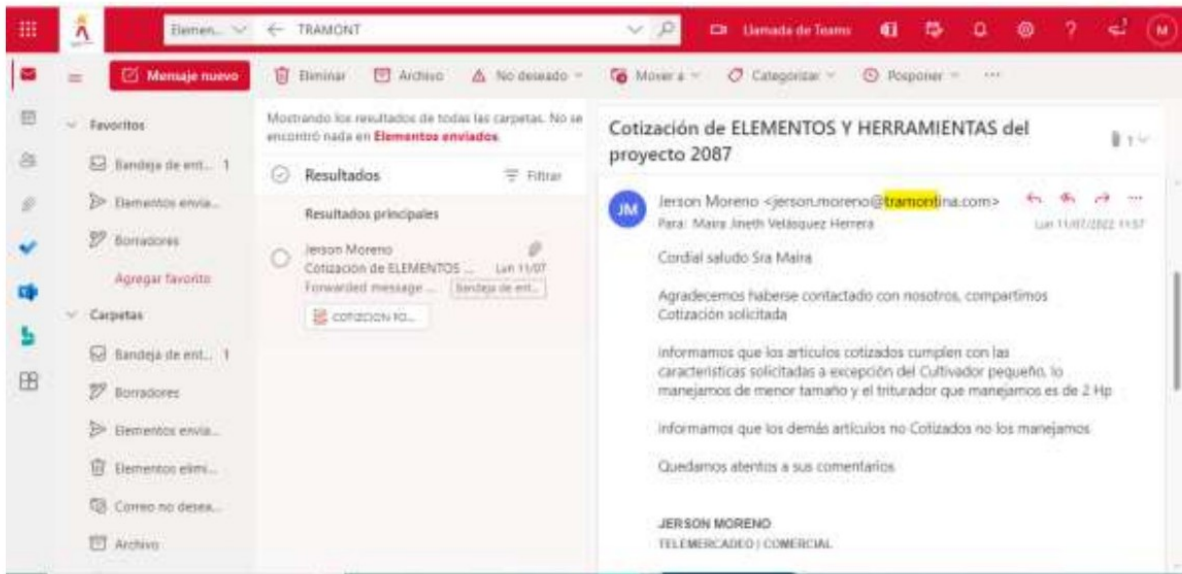 Elemen...
TRAMONT
Llamada de Teams
?
M
Mensaje nuevo
Eliminar
Archivo
No deseado
Mover a
Categorizar
Posponer
...
Favoritos
Bandeja de ent... 1
Elementos envia...
Borradores
Agregar favorito
Carpetas
Bandeja de ent... 1
Borradores
Elementos envia...
Elementos elimi...
Correo no desea...
Archivo
Mostrando los resultados de todas las carpetas. No se
encontró nada en Elementos enviados.
Resultados
Filtrar
Resultados principales
Jerson Moreno
Cotización de ELEMENTOS ... Lun 11/07
Forwarded message ... Bandeja de ent...
COTIZCION FO...
Cotización de ELEMENTOS Y HERRAMIENTAS del
proyecto 2087
1
JM
Jerson Moreno <jerson.moreno@tramontina.com>
Para: Maira Jineth Velásquez Herrera
Lun 11/07/2022 11:57
Cordial saludo Sra Maira
Agradecemos haberse contactado con nosotros, compartimos
Cotización solicitada
Informamos que los articulos cotizados cumplen con las
características solicitadas a excepción del Cultivador pequeño, lo
manejamos de menor tamaño y el triturador que manejamos es de 2 Hp
Informamos que los demás artículos no Cotizados no los manejamos
Quedamos atentos a sus comentarios
JERSON MORENO
TELEMERCADEO | COMERCIAL